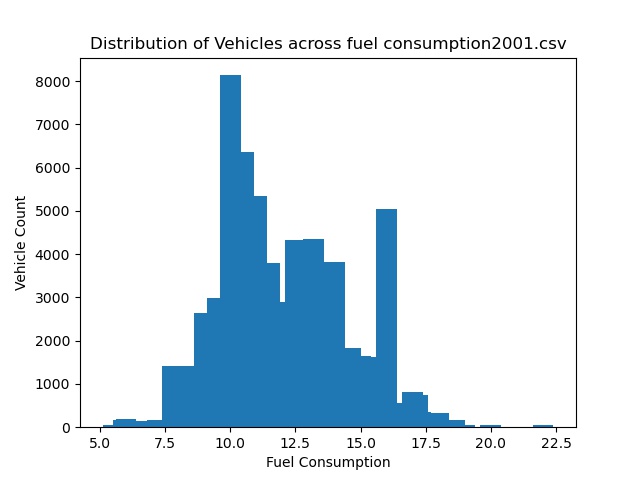 Distribution of Vehicles across fuel consumption2001.csv
8000
7000
6000
5000
4000
3000
2000
1000
0
Vehicle Count
5.0 7.5 10.0 12.5 15.0 17.5 20.0 22.5
Fuel Consumption